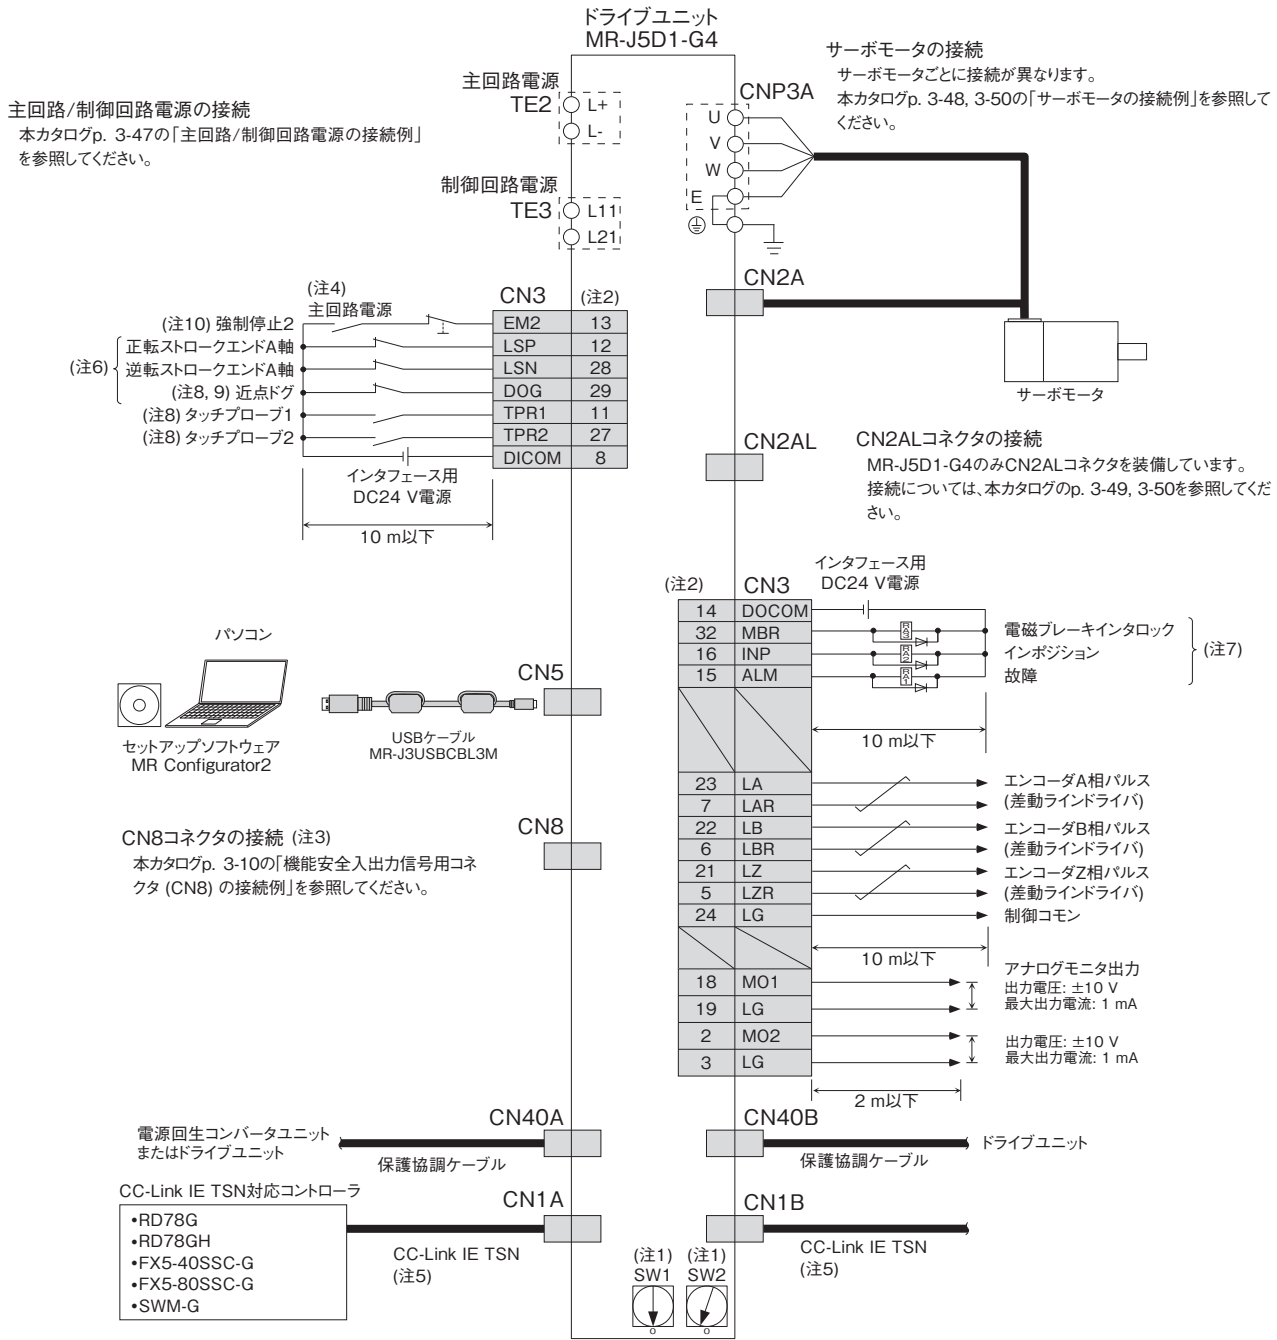 ドライブユニット
MR-J5D1-G4
主回路/制御回路電源の接続
本カタログp. 3-47の「主回路/制御回路電源の接続例」
を参照してください。
主回路電源
TE2
L+
L-
制御回路電源
TE3
L11
L21
CNP3A
U
V
W
E
サーボモータの接続
サーボモータごとに接続が異なります。
本カタログp. 3-48, 3-50の「サーボモータの接続例」を参照して
ください。
CN2A
サーボモータ
(注4)
主回路電源
CN3
(注2)
(注10) 強制停止2
EM2 13
(注6)
正転ストロークエンドA軸
LSP 12
逆転ストロークエンドA軸
LSN 28
(注8, 9) 近点ドグ
DOG 29
(注8) タッチプローブ1
TPR1 11
(注8) タッチプローブ2
TPR2 27
DICOM 8
インタフェース用
DC24 V電源
10 m以下
CN2AL
CN2ALコネクタの接続
MR-J5D1-G4のみCN2ALコネクタを装備しています。
接続については、本カタログのp. 3-49, 3-50を参照してくだ
さい。
インタフェース用
DC24 V電源
(注2)
CN3
14 DOCOM
32 MBR
RA3
電磁ブレーキインタロック
16 INP
RA2
インポジション
15 ALM
RA1
故障
(注7)
10 m以下
パソコン
セットアップソフトウェア
MR Configurator2
USBケーブル
MR-J3USBCBL3M
CN5
23 LA
エンコーダA相パルス
7 LAR
(差動ラインドライバ)
22 LB
エンコーダB相パルス
6 LBR
(差動ラインドライバ)
21 LZ
エンコーダZ相パルス
5 LZR
(差動ラインドライバ)
24 LG
制御コモン
10 m以下
CN8
CN8コネクタの接続 (注3)
本カタログp. 3-10の「機能安全入出力信号用コネ
クタ (CN8) の接続例」を参照してください。
アナログモニタ出力
18 MO1
出力電圧: ±10 V
最大出力電流: 1 mA
19 LG
2 MO2
出力電圧: ±10 V
最大出力電流: 1 mA
3 LG
2 m以下
CN40A
電源回生コンバータユニット
またはドライブユニット
保護協調ケーブル
CN40B
ドライブユニット
保護協調ケーブル
CC-Link IE TSN対応コントローラ
•RD78G
•RD78GH
•FX5-40SSC-G
•FX5-80SSC-G
•SWM-G
CN1A
CC-Link IE TSN
(注5)
CN1B
CC-Link IE TSN
(注5)
(注1)
SW1
0
(注1)
SW2
0